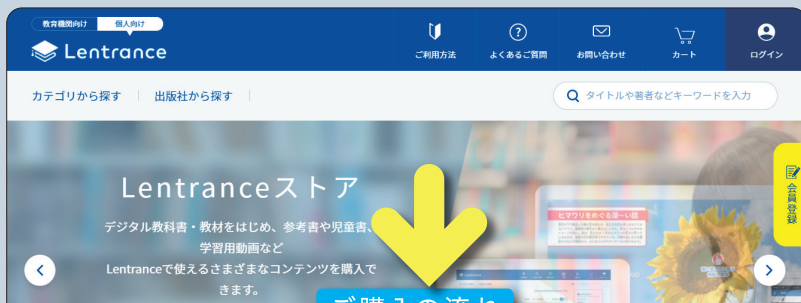 教育機関向け 個人向け
Lentrance
ご利用方法 よくあるご質問 お問い合わせ カート ログイン
カテゴリから探す 出版社から探す タイトルや著者などキーワードを入力
Lentranceストア
デジタル教科書・教材をはじめ、参考書や児童書、
学習用動画など
Lentranceで使えるさまざまなコンテンツを購入で
きます。
会員登録
ヒマワリをめぐる深〜い話
ご購入の流れ